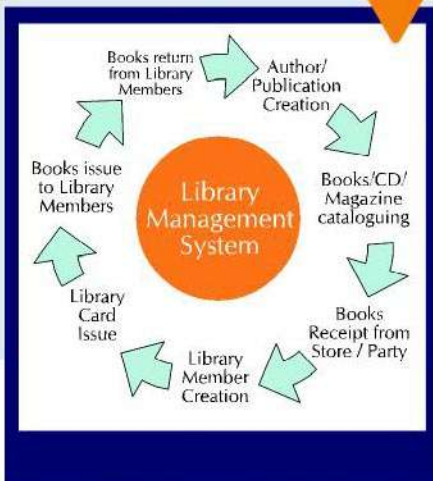 Books return
from Library
Members
Author/
Publication
Creation
Books/CD/
Magazine
cataloguing
Books
Receipt from
Store / Party
Library
Member
Creation
Library
Card
Issue
Books issue
to Library
Members
Library
Management
System